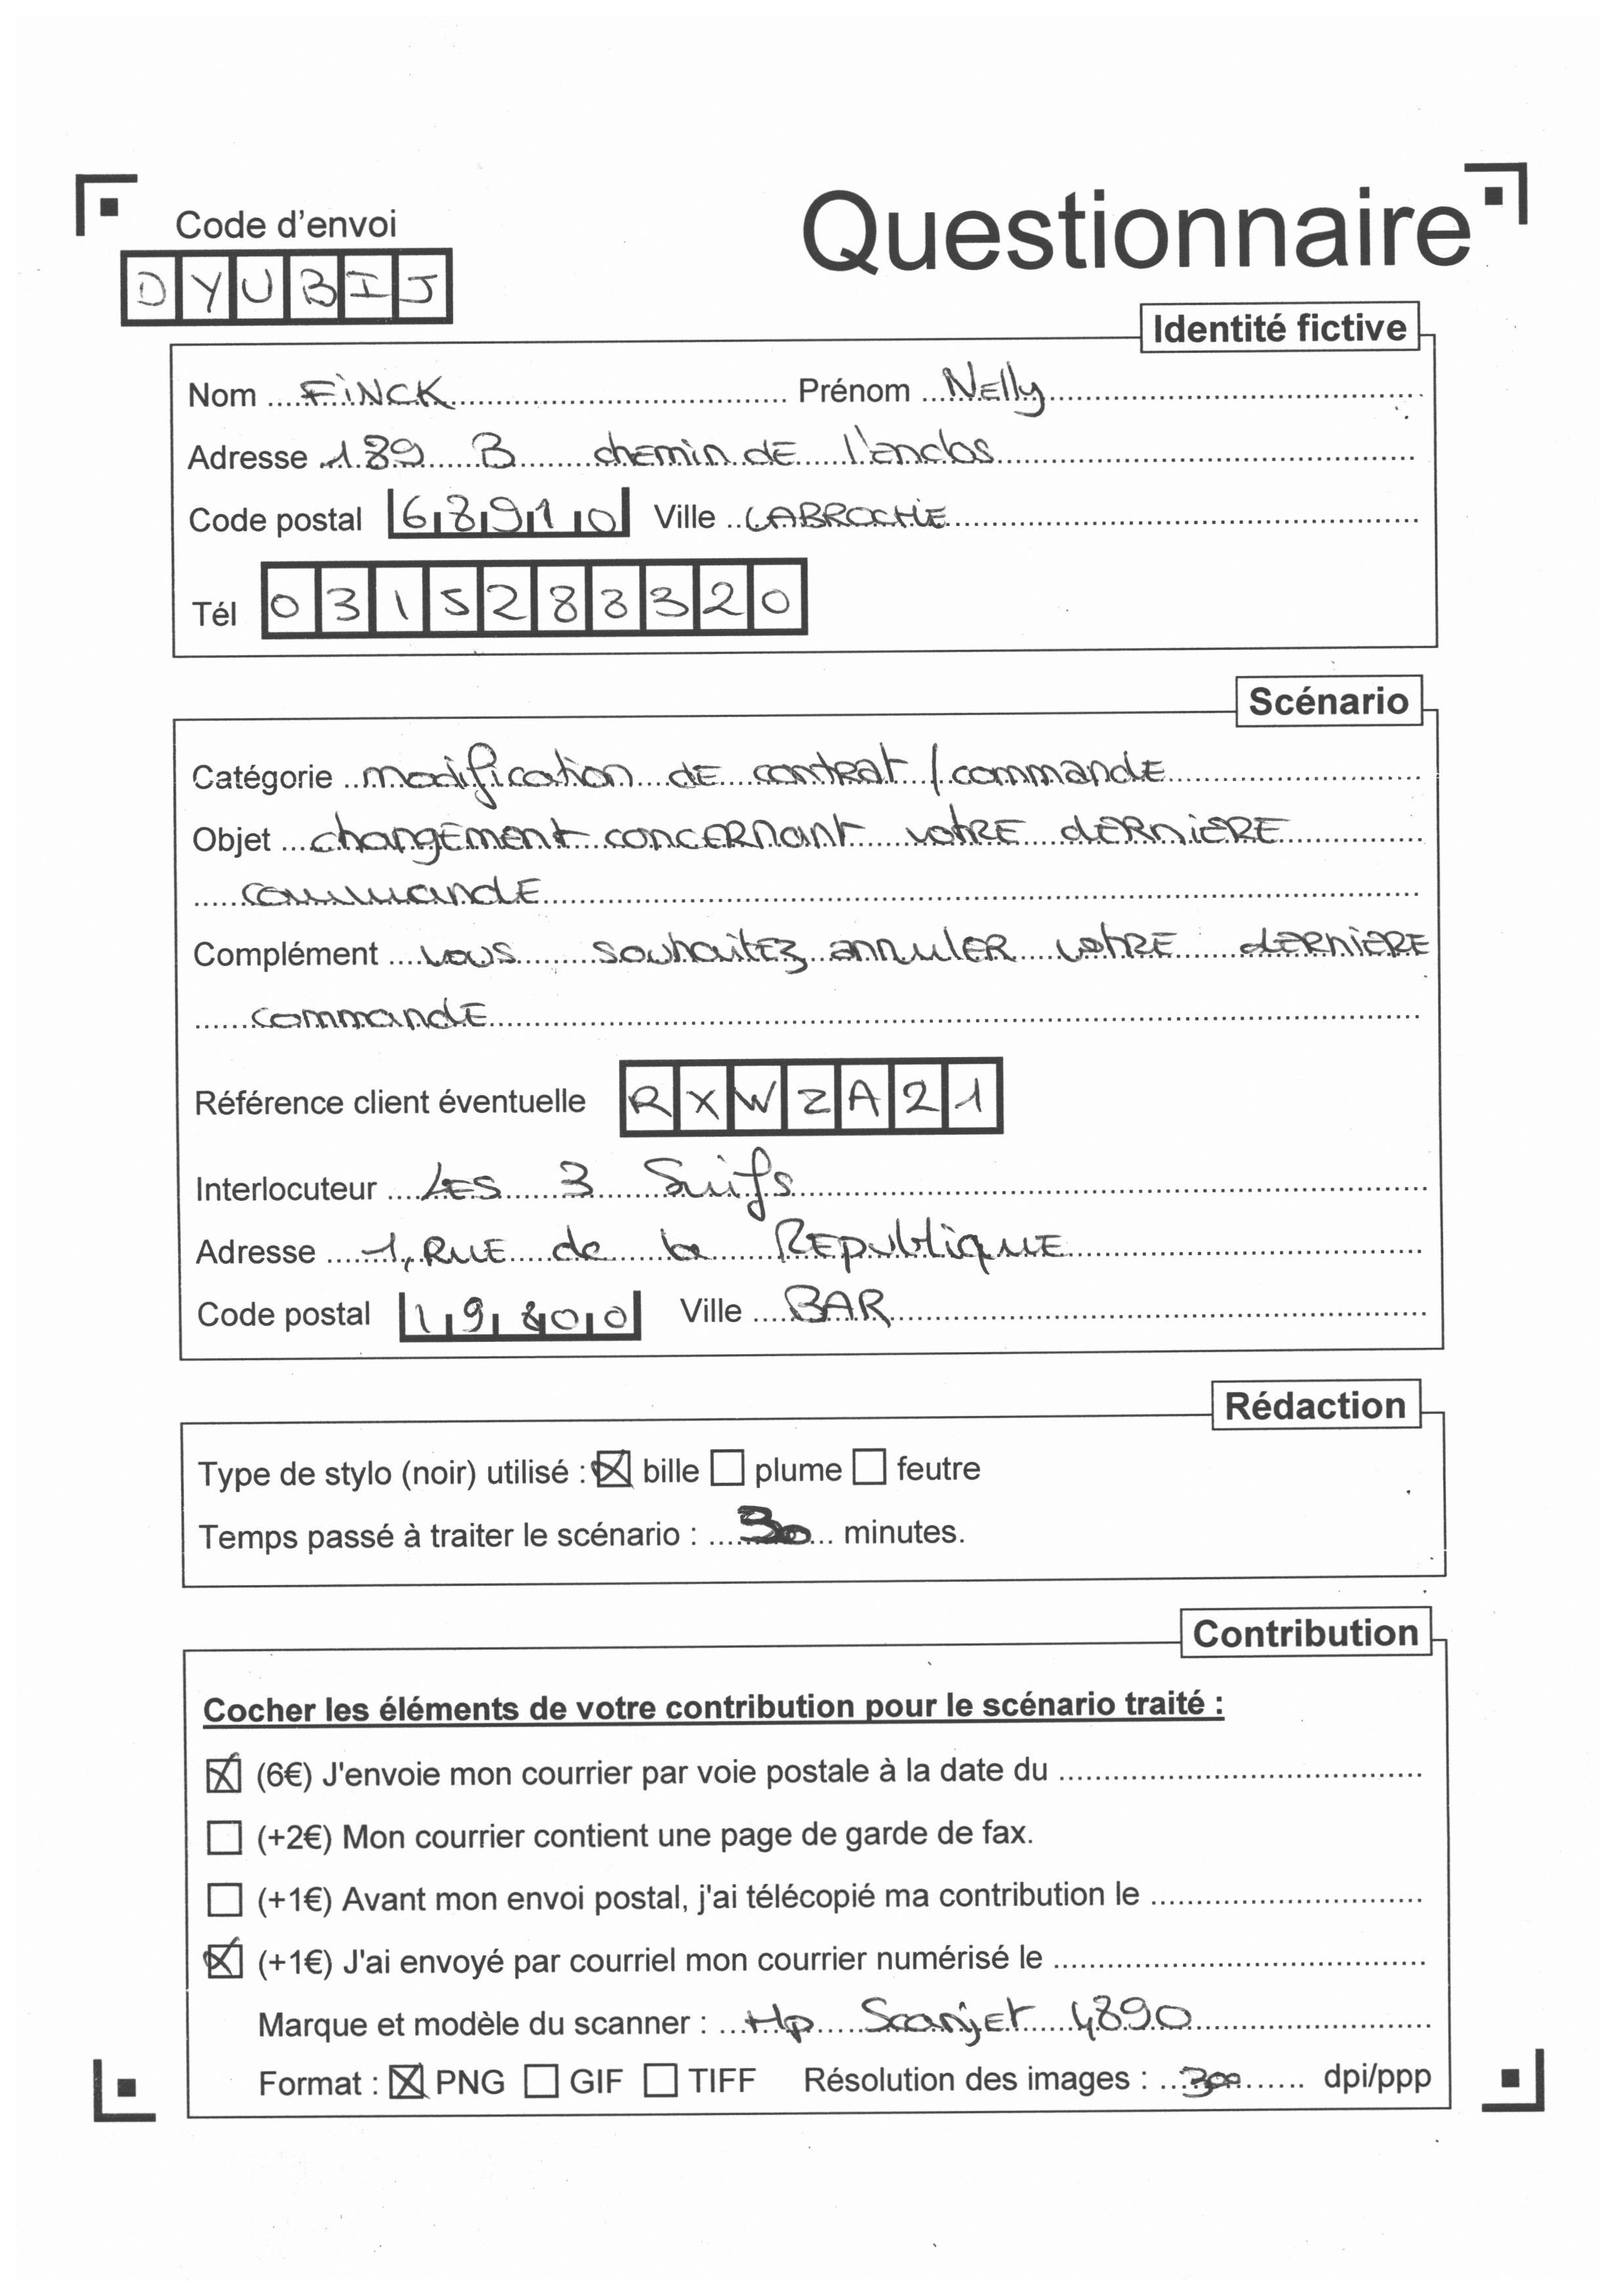 Questionnaire
Code d'envoi
DYUBIJ
Identité fictive
Nom FiNCK Prénom NElly
Adresse 189 B chemin dE l'enclos
Code postal 68910 Ville LABROCHE
Tél 0315288320
Scénario
Catégorie modification dE contrat / commandE
Objet changEment concERnant votRE dERniERE
commandE
Complément vous souhaitEz annulER votRE dERniERE
commandE
Référence client éventuelle RXWZA21
Interlocuteur LES 3 Suifs
Adresse 1, RUE de la REpubliquE
Code postal 19800 Ville BAR
Rédaction
Type de stylo (noir) utilisé : bille plume feutre
Temps passé à traiter le scénario : 30 minutes.
Contribution
Cocher les éléments de votre contribution pour le scénario traité :
(6€) J'envoie mon courrier par voie postale à la date du
(+2€) Mon courrier contient une page de garde de fax.
(+1€) Avant mon envoi postal, j'ai télécopié ma contribution le
(+1€) J'ai envoyé par courriel mon courrier numérisé le
Marque et modèle du scanner : Hp ScanjEt 4890
Format : PNG GIF TIFF Résolution des images : 300 dpi/ppp